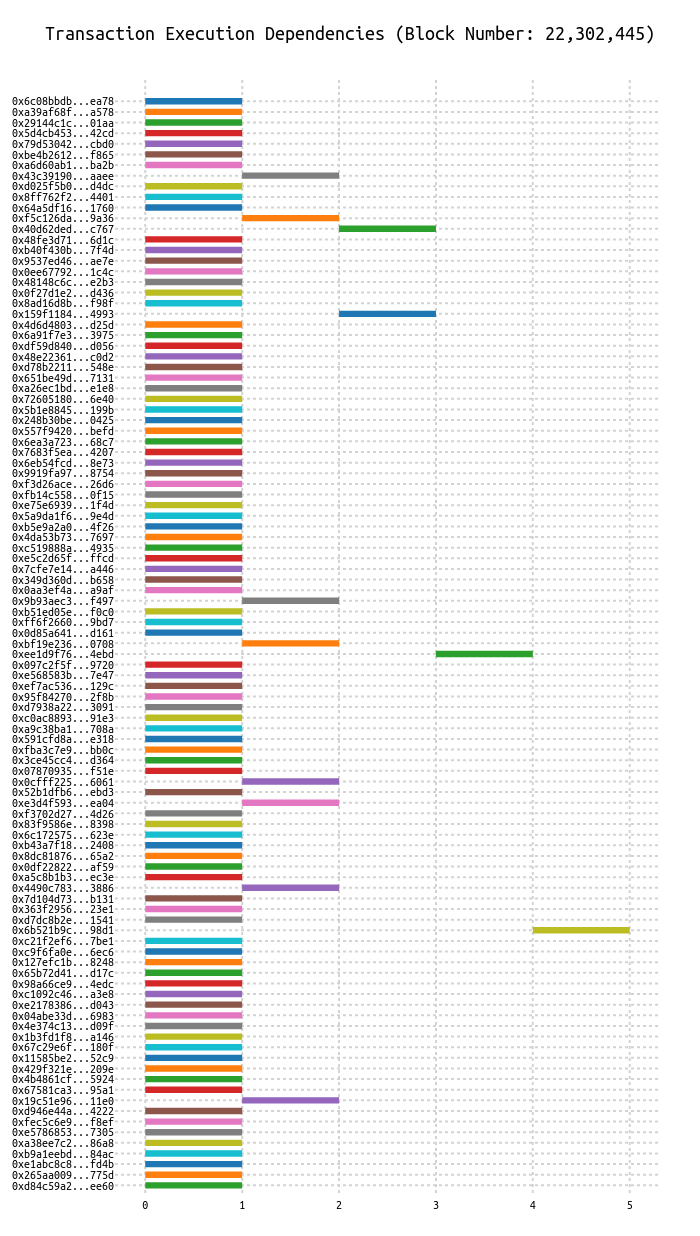 Transaction Execution Dependencies (Block Number: 22,302,445)
0x6c08bbdb...ea78
0xa39af68f...a578
0x29144c1c...01aa
0x5d4cb453...42cd
0x79d53042...cbd0
0xbe4b2612...f865
0xa6d60ab1...ba2b
0x43c39190...aaee
0xd025f5b0...d4dc
0x8ff762f2...4401
0x64a5df16...1760
0xf5c126da...9a36
0x40d62ded...c767
0x48fe3d71...6d1c
0xb40f430b...7f4d
0x9537ed46...ae7e
0x0ee67792...1c4c
0x48148c6c...e2b3
0x0f27d1e2...d436
0x8ad16d8b...f98f
0x159f1184...4993
0x4d6d4803...d25d
0x6a91f7e3...3975
0xdf59d840...d056
0x48e22361...c0d2
0xd78b2211...548e
0x651be49d...7131
0xa26ec1bd...e1e8
0x72605180...6e40
0x5b1e8845...199b
0x248b30be...0425
0x557f9420...befd
0x6ea3a723...68c7
0x7683f5ea...4207
0x6eb54fcd...8e73
0x9919fa97...8754
0xf3d26ace...26d6
0xfb14c558...0f15
0xe75e6939...1f4d
0x5a9da1f6...9e4d
0xb5e9a2a0...4f26
0x4da53b73...7697
0xc519888a...4935
0xe5c2d65f...ffcd
0x7cfe7e14...a446
0x349d360d...b658
0x0aa3ef4a...a9af
0x9b93aec3...f497
0xb51ed05e...f0c0
0xff6f2660...9bd7
0x0d85a641...d161
0xbf19e236...0708
0xee1d9f76...4ebd
0x097c2f5f...9720
0xe568583b...7e47
0xef7ac536...129c
0x95f84270...2f8b
0xd7938a22...3091
0xc0ac8893...91e3
0xa9c38ba1...708a
0x591cfd8a...e318
0xfba3c7e9...bb0c
0x3ce45cc4...d364
0x07870935...f51e
0x0cfff225...6061
0x52b1dfb6...ebd3
0xe3d4f593...ea04
0xf3702d27...4d26
0x83f9586e...8398
0x6c172575...623e
0xb43a7f18...2408
0x8dc81876...65a2
0x0df22822...af59
0xa5c8b1b3...ec3e
0x4490c783...3886
0x7d104d73...b131
0x363f2956...23e1
0xd7dc8b2e...1541
0x6b521b9c...98d1
0xc21f2ef6...7be1
0xc9f6fa0e...6ec6
0x127efc1b...8248
0x65b72d41...d17c
0x98a66ce9...4edc
0xc1092c46...a3e8
0xe2178386...d043
0x04abe33d...6983
0x4e374c13...d09f
0x1b3fd1f8...a146
0x67c29e6f...180f
0x11585be2...52c9
0x429f321e...209e
0x4b4861cf...5924
0x67581ca3...95a1
0x19c51e96...11e0
0xd946e44a...4222
0xfec5c6e9...f8ef
0xe5786853...7305
0xa38ee7c2...86a8
0xb9a1eebd...84ac
0xe1abc8c8...fd4b
0x265aa009...775d
0xd84c59a2...ee60
0 1 2 3 4 5